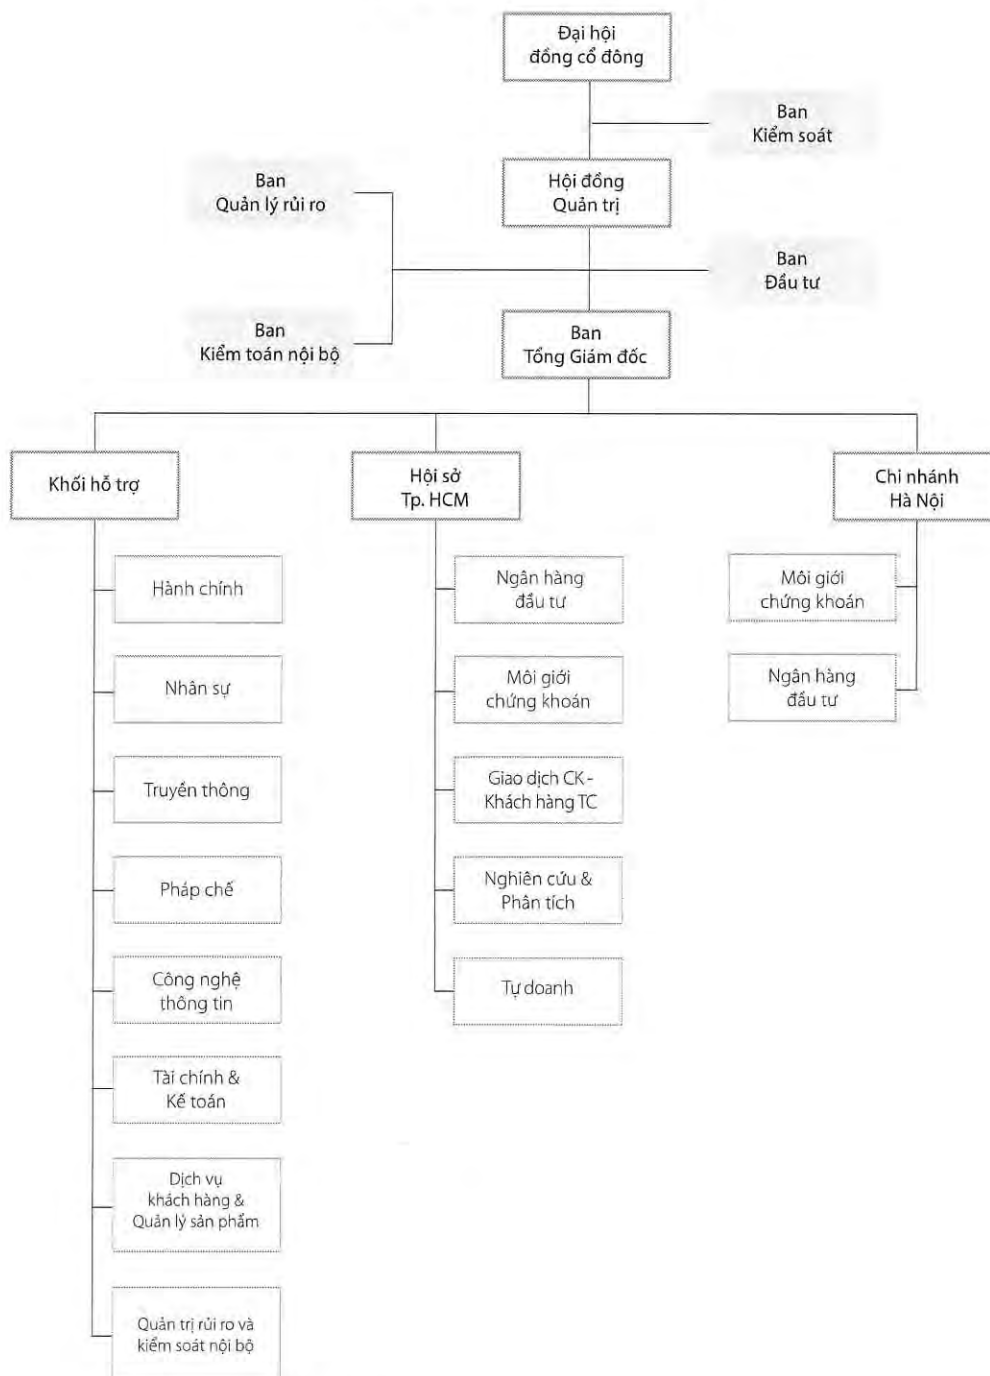 Đại hội
đồng cổ đông
Ban
Kiểm soát
Ban
Quản lý rủi ro
Hội đồng
Quản trị
Ban
Đầu tư
Ban
Kiểm toán nội bộ
Ban
Tổng Giám đốc
Khối hỗ trợ
Hành chính
Nhân sự
Truyền thông
Pháp chế
Công nghệ
thông tin
Tài chính &
Kế toán
Dịch vụ
khách hàng &
Quản lý sản phẩm
Quản trị rủi ro và
kiểm soát nội bộ
Hội sở
Tp. HCM
Ngân hàng
đầu tư
Môi giới
chứng khoán
Giao dịch CK -
Khách hàng TC
Nghiên cứu &
Phân tích
Tự doanh
Chi nhánh
Hà Nội
Môi giới
chứng khoán
Ngân hàng
đầu tư